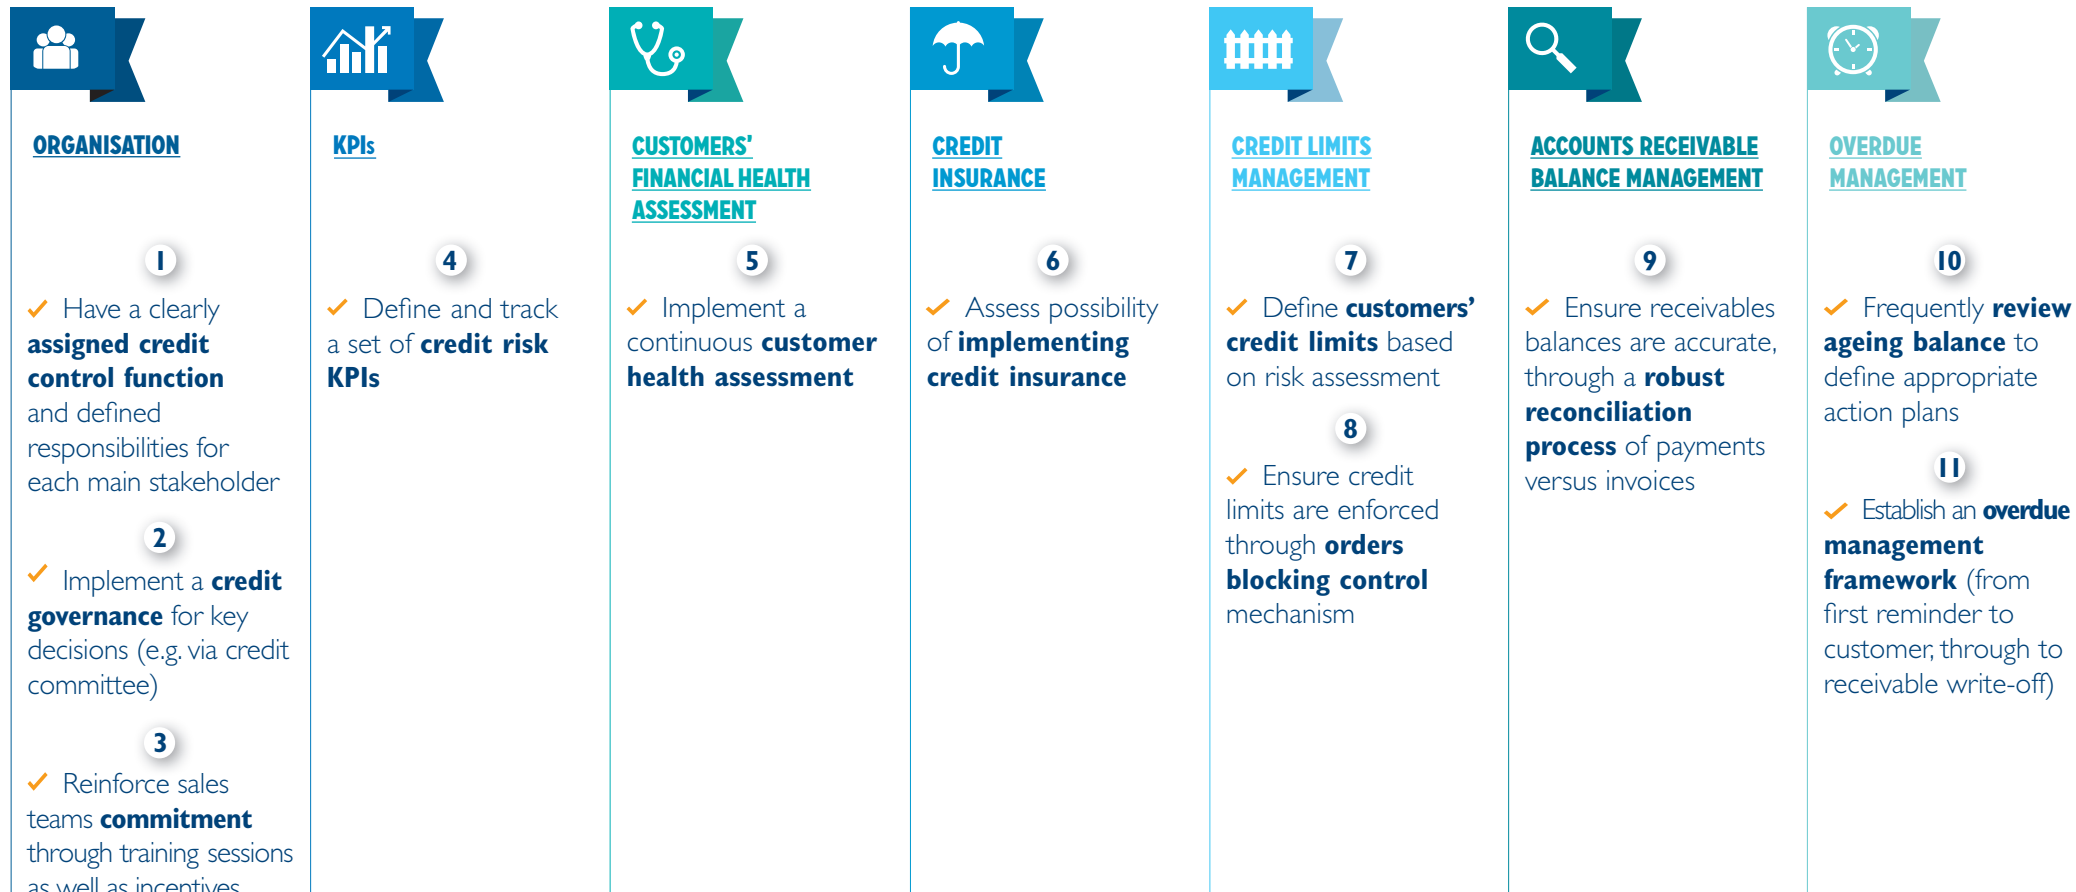 ORGANISATION
1
Have a clearly
assigned credit
control function
and defined
responsibilities for
each main stakeholder
2
Implement a credit
governance for key
decisions (e.g. via credit
committee)
3
Reinforce sales
teams commitment
through training sessions
as well as incentives
KPIs
4
Define and track
a set of credit risk
KPIs
CUSTOMERS'
FINANCIAL HEALTH
ASSESSMENT
5
Implement a
continuous customer
health assessment
CREDIT
INSURANCE
6
Assess possibility
of implementing
credit insurance
CREDIT LIMITS
MANAGEMENT
7
Define customers'
credit limits based
on risk assessment
8
Ensure credit
limits are enforced
through orders
blocking control
mechanism
ACCOUNTS RECEIVABLE
BALANCE MANAGEMENT
9
Ensure receivables
balances are accurate,
through a robust
reconciliation
process of payments
versus invoices
OVERDUE
MANAGEMENT
10
Frequently review
ageing balance to
define appropriate
action plans
11
Establish an overdue
management
framework (from
first reminder to
customer, through to
receivable write-off)